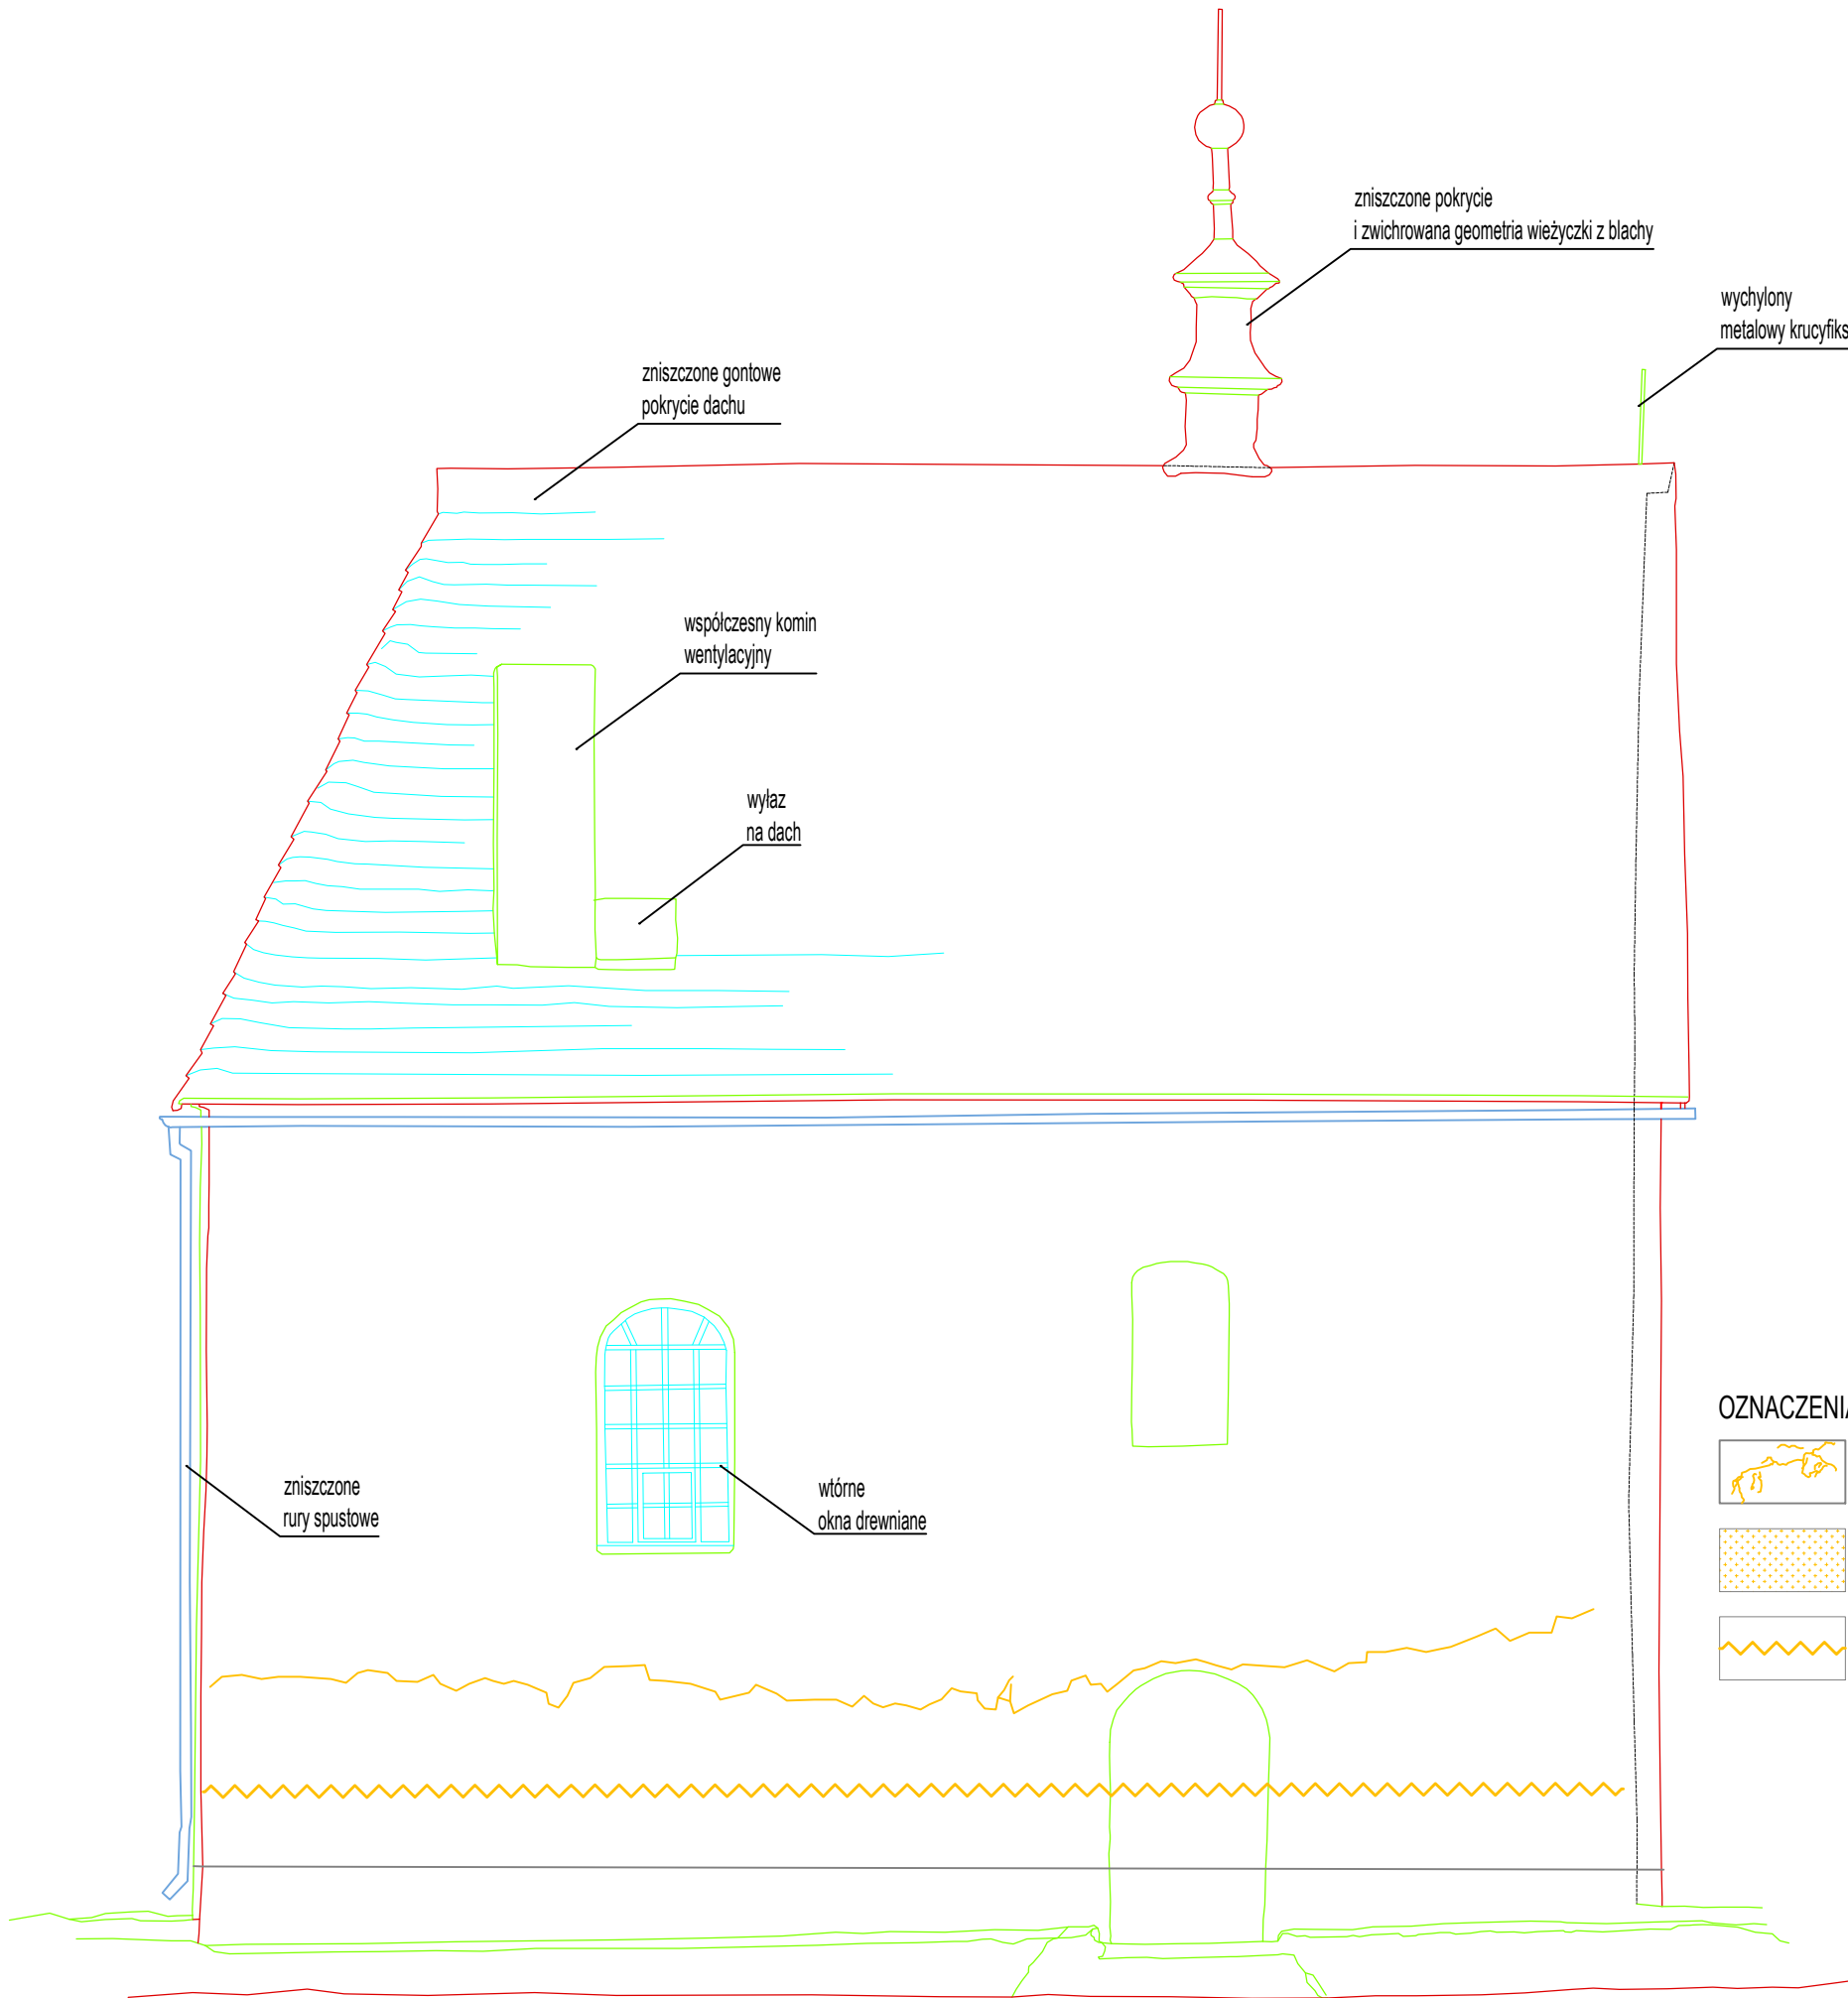 zniszczone pokrycie
i zwichrowana geometria wieżyczki z blachy
wychylony
metalowy krucyfiks
zniszczone gontowe
pokrycie dachu
współczesny komin
wentylacyjny
wyłaz
na dach
OZNACZENIA
zniszczone
rury spustowe
wtórne
okna drewniane